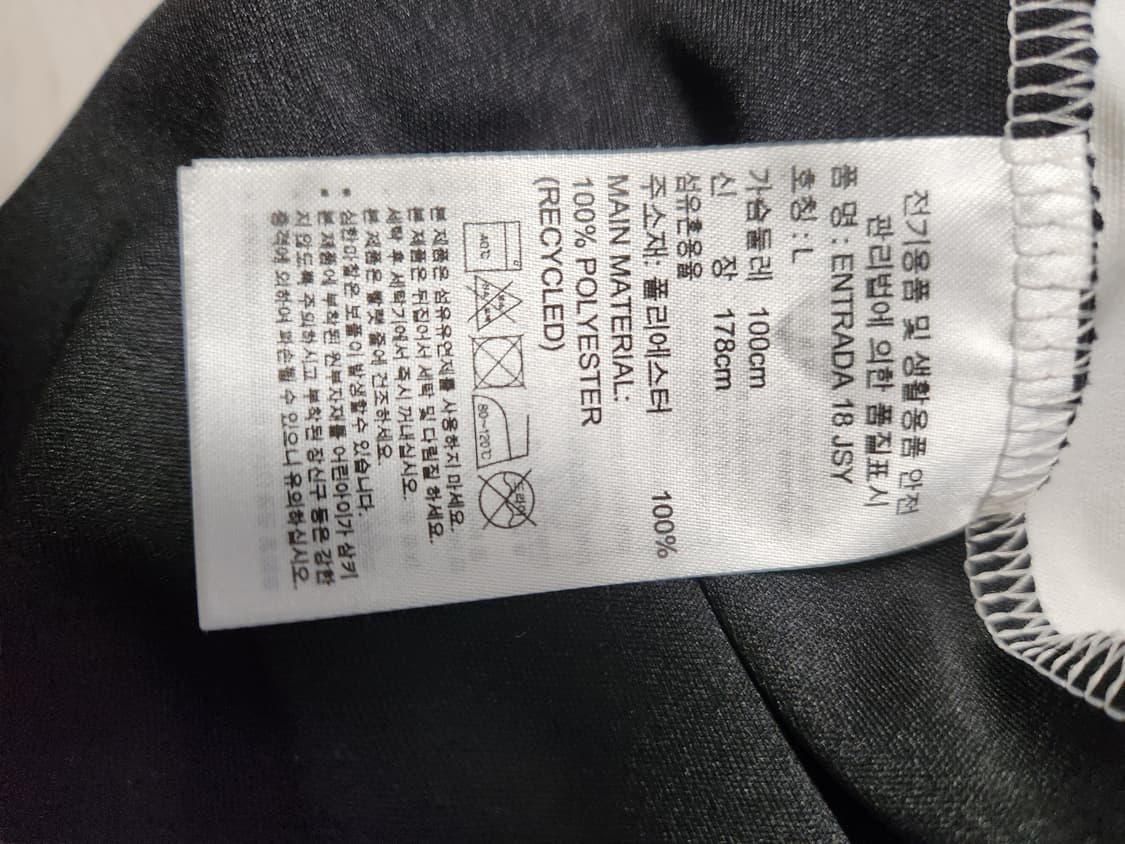 전기용품 및 생활용품 안전
관리법에 의한 품질표시
품 명 : ENTRADA 18 JSY
호칭 : L
가슴둘레 100cm
신 장 178cm
섬유혼용율
주소재: 폴리에스터 100%
MAIN MATERIAL:
100% POLYESTER
(RECYCLED)
40℃ 80~120℃ 드라이
본 제품은 섬유유연제를 사용하지 마세요.
본 제품은 뒤집어서 세탁 및 다림질 하세요.
세탁 후 세탁기에서 즉시 꺼내십시오.
본 제품은 햇볕 줄에 건조하세요.
• 심한마찰은 보풀이 발생할수 있습니다.
• 본 제품에 부착된 원부자재를 어린아이가 삼키
지 않도록 주의하시고 부착된 장신구 등은 강한
충격에 의하여 파손될 수 있으니 유의하십시오.